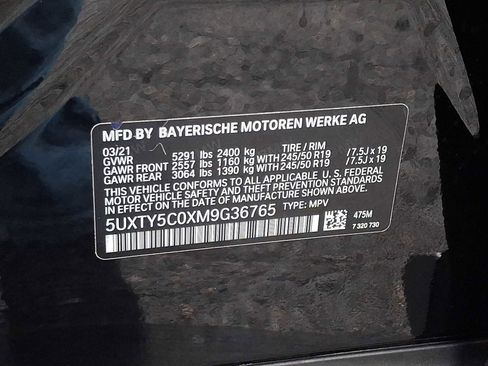 MFD BY BAYERISCHE MOTOREN WERKE AG
03/21 TIRE / RIM
GVWR 5291 lbs 2400 kg
GAWR FRONT 2557 lbs 1160 kg WITH 245/50 R19 /7.5J x 19
GAWR REAR 3064 lbs 1390 kg WITH 245/50 R19 /7.5J x 19
THIS VEHICLE CONFORMS TO ALL APPLICABLE U. S. FEDERAL
MOTOR VEHICLE SAFETY AND THEFT PREVENTION STANDARDS
IN EFFECT ON THE DATE OF MANUFACTURE SHOWN ABOVE.
5UXTY5C0XM9G36765 TYPE: MPV
475M
7 320 730